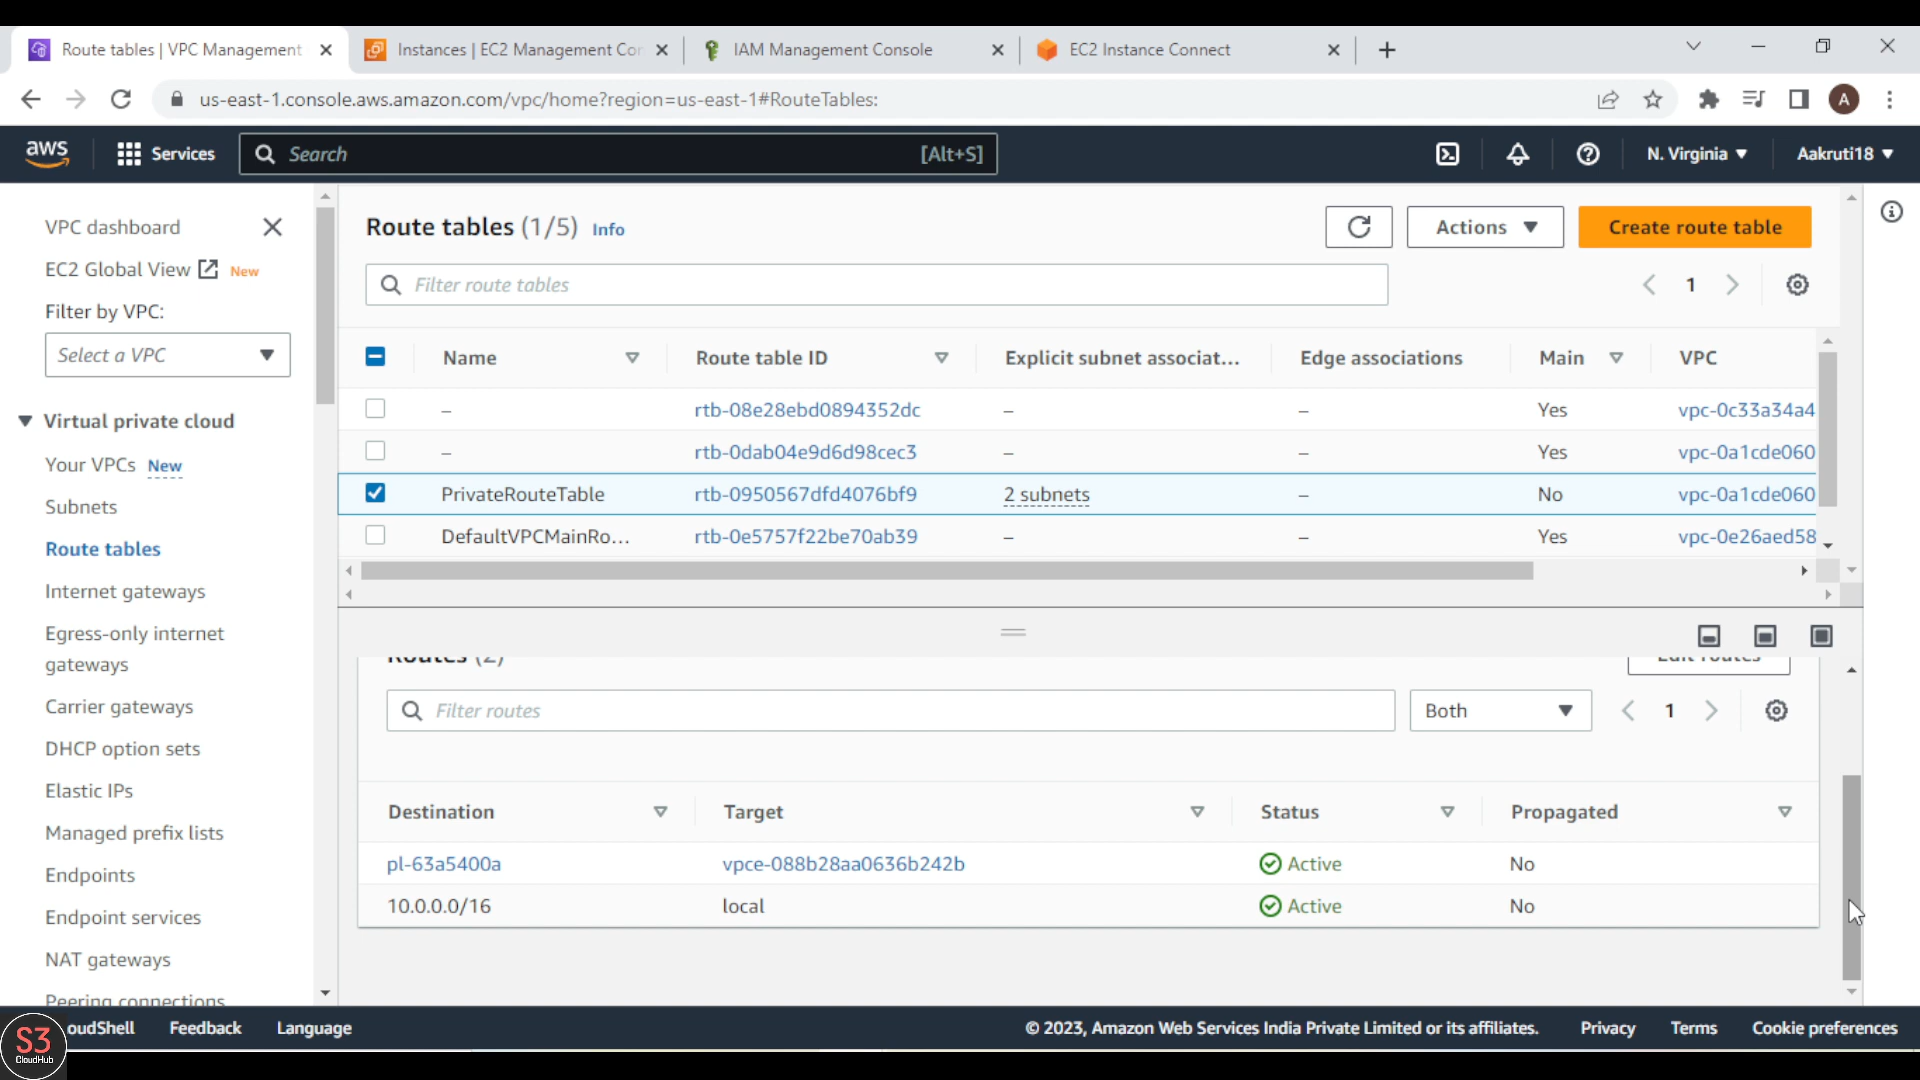 Route tables | VPC Management
Instances | EC2 Management Con
IAM Management Console
EC2 Instance Connect
us-east-1.console.aws.amazon.com/vpc/home?region=us-east-1#RouteTables:
A
aws
Services
Search
[Alt+S]
N. Virginia
Aakruti18
VPC dashboard
EC2 Global View
New
Filter by VPC:
Select a VPC
Virtual private cloud
Your VPCs New
Subnets
Route tables
Internet gateways
Egress-only internet
gateways
Carrier gateways
DHCP option sets
Elastic IPs
Managed prefix lists
Endpoints
Endpoint services
NAT gateways
Peering connections
Route tables (1/5) Info
Actions
Create route table
Filter route tables
1
Name Route table ID Explicit subnet associat... Edge associations Main VPC
– rtb-08e28ebd0894352dc – – Yes vpc-0c33a34a4
– rtb-0dab04e9d6d98cec3 – – Yes vpc-0a1cde060
PrivateRouteTable rtb-0950567dfd4076bf9 2 subnets – No vpc-0a1cde060
DefaultVPCMainRo... rtb-0e5757f22be70ab39 – – Yes vpc-0e26aed58
Routes (2)
Edit routes
Filter routes
Both
1
Destination Target Status Propagated
pl-63a5400a vpce-088b28aa0636b242b Active No
10.0.0.0/16 local Active No
oudShell Feedback Language
© 2023, Amazon Web Services India Private Limited or its affiliates. Privacy Terms Cookie preferences
S3
CloudHub